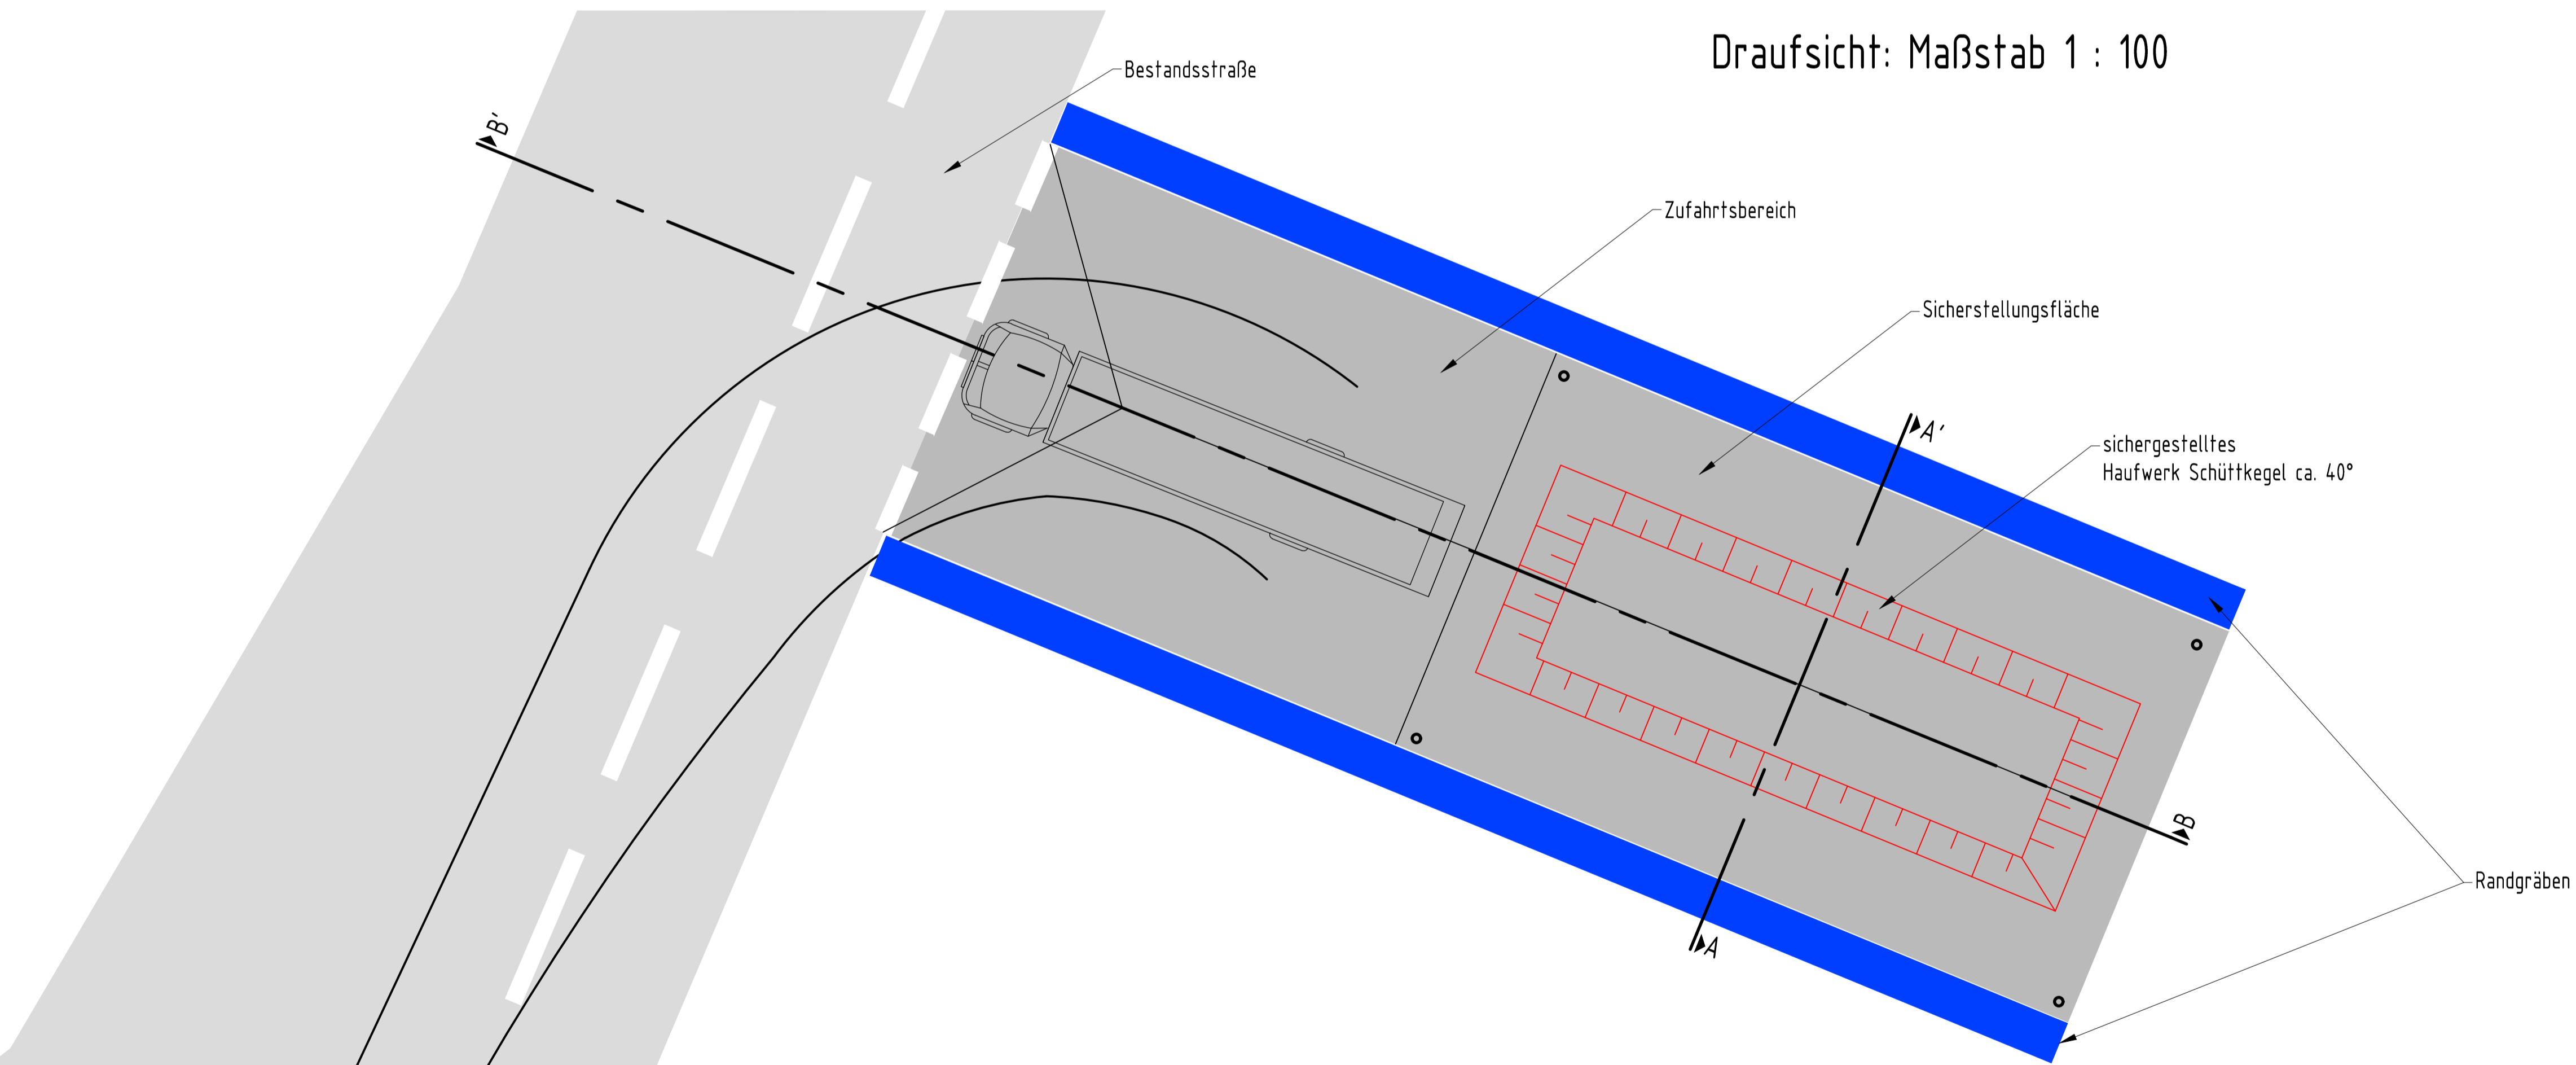 Draufsicht: Maßstab 1 : 100
Bestandsstraße
B'
Zufahrtsbereich
Sicherstellungsfläche
A'
sichergestelltes
Haufwerk Schüttkegel ca. 40°
B
Randgräben
A